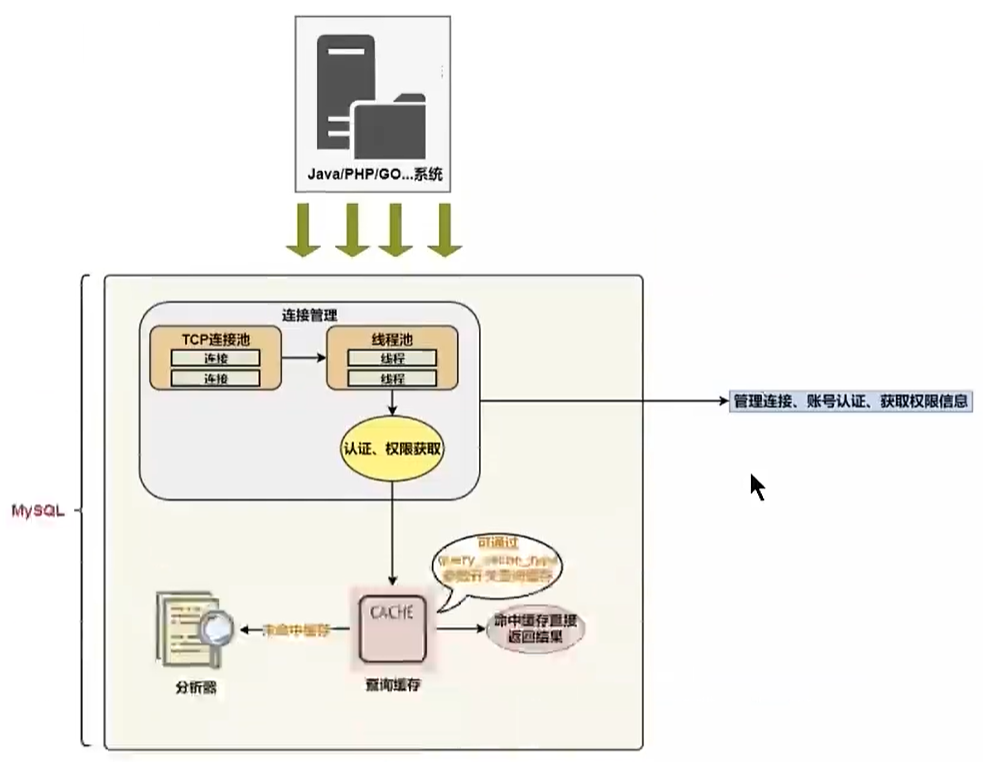 Java/PHP/GO...系统
连接管理
TCP连接池
连接
连接
线程池
线程
线程
认证、权限获取
管理连接、账号认证、获取权限信息
MySQL
可通过
query_cache_type
参数开关查询缓存
CACHE
查询缓存
未命中缓存
命中缓存直接
返回结果
分析器